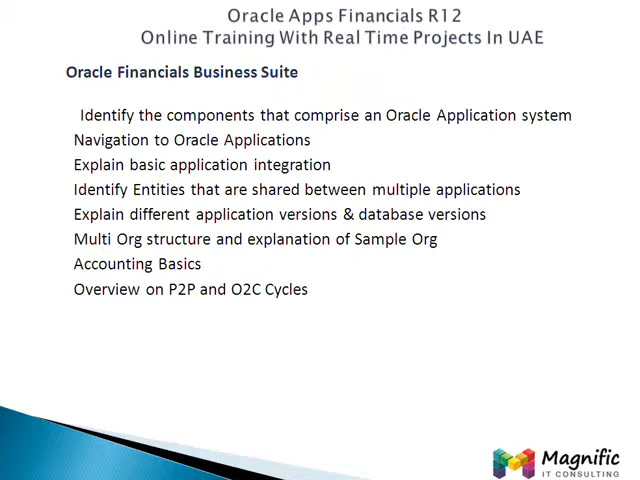 Oracle Apps Financials R12
Online Training With Real Time Projects In UAE
Oracle Financials Business Suite
Identify the components that comprise an Oracle Application system
Navigation to Oracle Applications
Explain basic application integration
Identify Entities that are shared between multiple applications
Explain different application versions & database versions
Multi Org structure and explanation of Sample Org
Accounting Basics
Overview on P2P and O2C Cycles
Magnific
IT CONSULTING